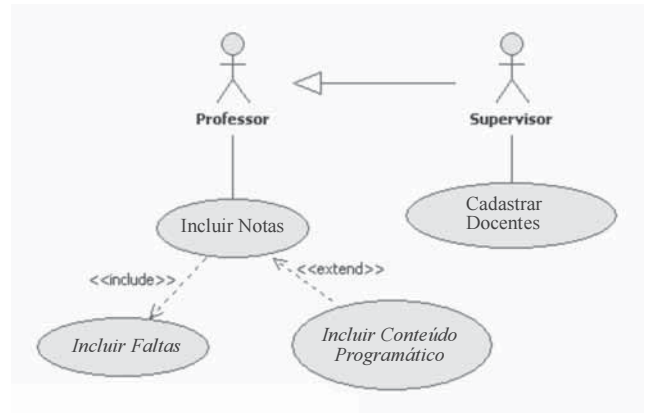 Professor
Supervisor
Incluir Notas
Cadastrar
Docentes
<<include>>
<<extend>>
Incluir Faltas
Incluir Conteúdo
Programático